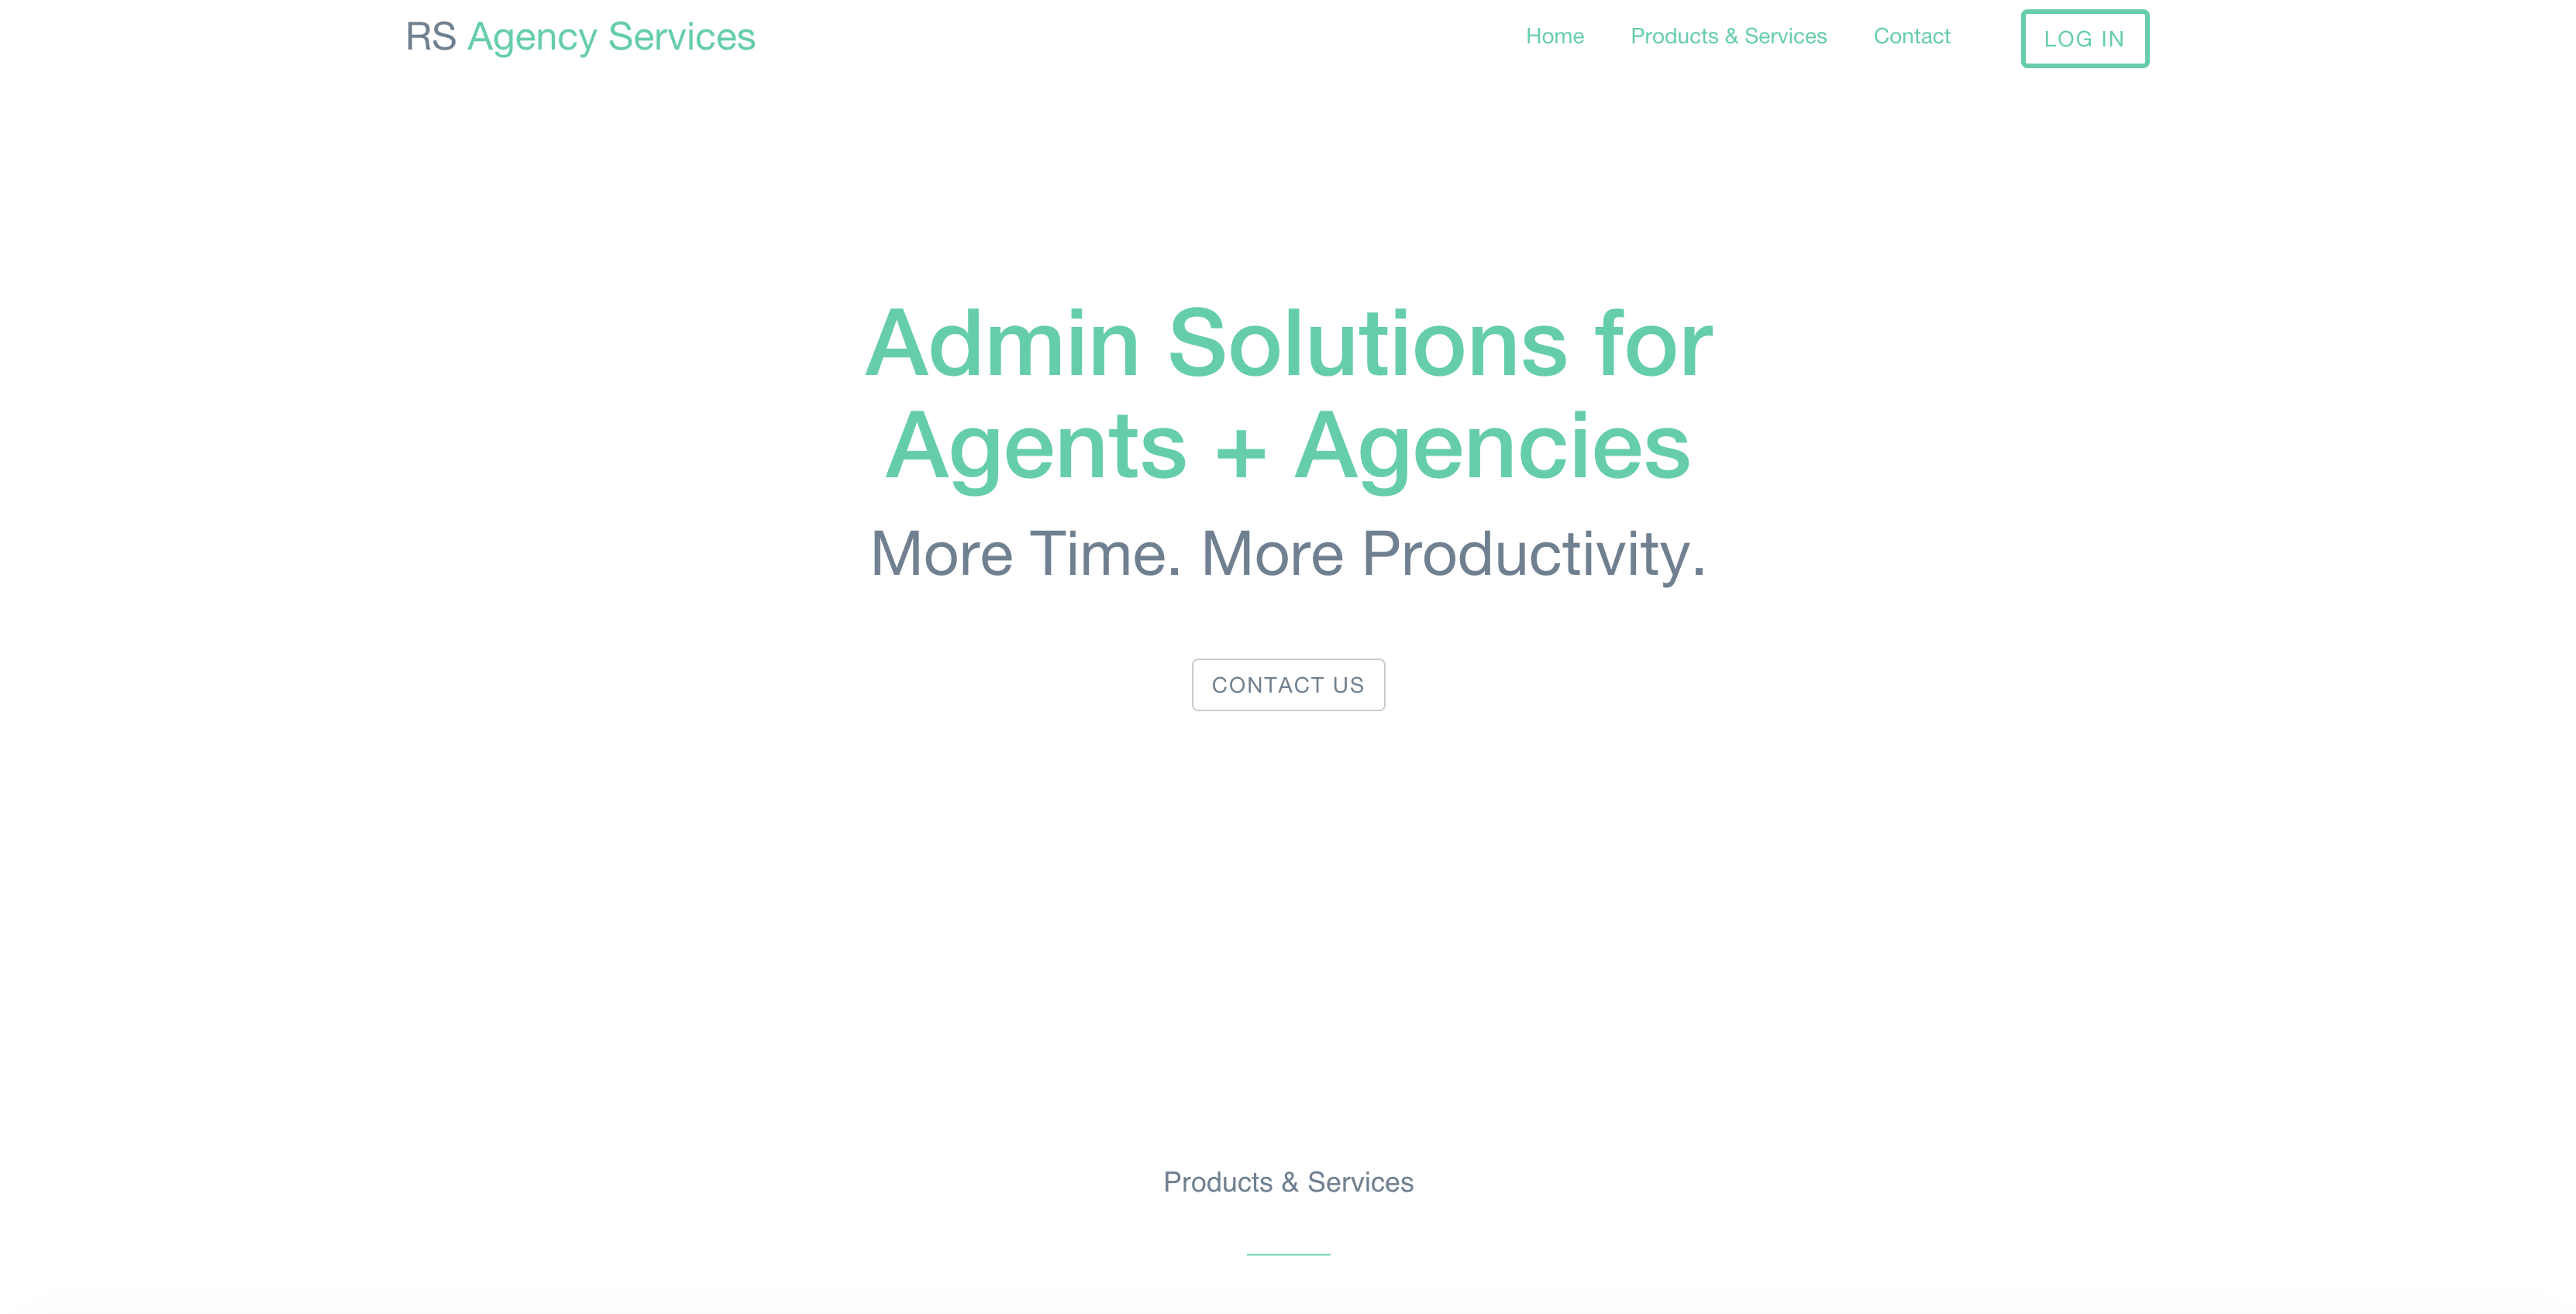 RS Agency Services
Home
Products & Services
Contact
LOG IN
Admin Solutions for
Agents + Agencies
More Time. More Productivity.
CONTACT US
Products & Services